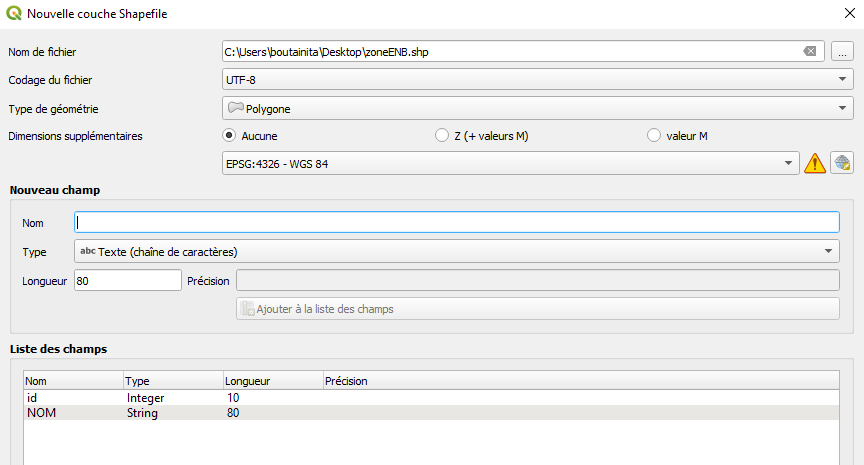 Nouvelle couche Shapefile
Nom de fichier C:\Users\boutainita\Desktop\zoneENB.shp ...
Codage du fichier UTF-8
Type de géométrie Polygone
Dimensions supplémentaires Aucune Z (+ valeurs M) valeur M
EPSG:4326 - WGS 84
Nouveau champ
Nom
Type abc Texte (chaîne de caractères)
Longueur 80 Précision
Ajouter à la liste des champs
Liste des champs
Nom Type Longueur Précision
id Integer 10
NOM String 80